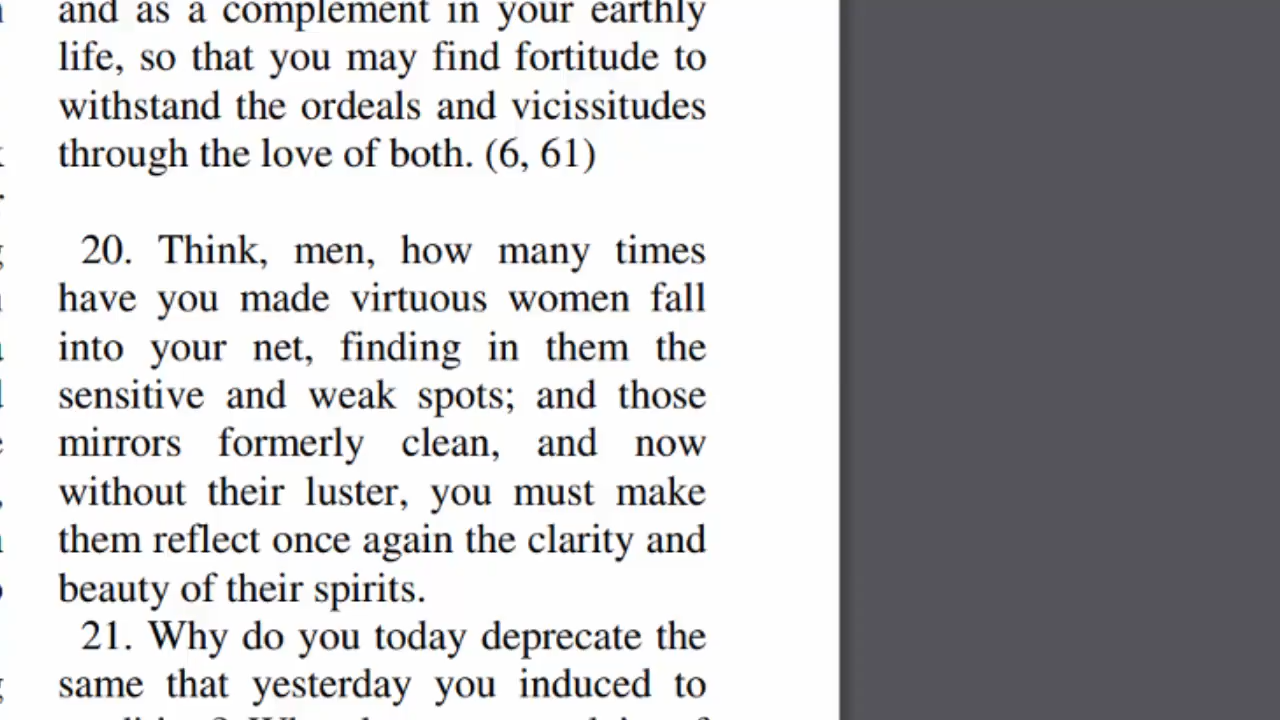 and as a complement in your earthly
life, so that you may find fortitude to
withstand the ordeals and vicissitudes
through the love of both. (6, 61)
20. Think, men, how many times
have you made virtuous women fall
into your net, finding in them the
sensitive and weak spots; and those
mirrors formerly clean, and now
without their luster, you must make
them reflect once again the clarity and
beauty of their spirits.
21. Why do you today deprecate the
same that yesterday you induced to